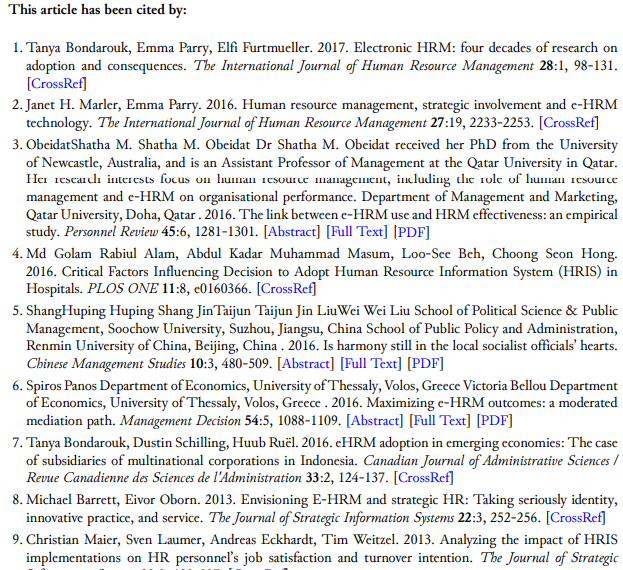 This article has been cited by:
1. Tanya Bondarouk, Emma Parry, Elfi Furtmueller. 2017. Electronic HRM: four decades of research on
adoption and consequences. The International Journal of Human Resource Management 28:1, 98-131.
[CrossRef]
2. Janet H. Marler, Emma Parry. 2016. Human resource management, strategic involvement and e-HRM
technology. The International Journal of Human Resource Management 27:19, 2233-2253. [CrossRef]
3. ObeidatShatha M. Shatha M. Obeidat Dr Shatha M. Obeidat received her PhD from the University
of Newcastle, Australia, and is an Assistant Professor of Management at the Qatar University in Qatar.
Her research interests focus on human resource management, including the role of human resource
management and e-HRM on organisational performance. Department of Management and Marketing,
Qatar University, Doha, Qatar . 2016. The link between e-HRM use and HRM effectiveness: an empirical
study. Personnel Review 45:6, 1281-1301. [Abstract] [Full Text] [PDF]
4. Md Golam Rabiul Alam, Abdul Kadar Muhammad Masum, Loo-See Beh, Choong Seon Hong.
2016. Critical Factors Influencing Decision to Adopt Human Resource Information System (HRIS) in
Hospitals. PLOS ONE 11:8, e0160366. [CrossRef]
5. ShangHuping Huping Shang JinTaijun Taijun Jin LiuWei Wei Liu School of Political Science & Public
Management, Soochow University, Suzhou, Jiangsu, China School of Public Policy and Administration,
Renmin University of China, Beijing, China . 2016. Is harmony still in the local socialist officials' hearts.
Chinese Management Studies 10:3, 480-509. [Abstract] [Full Text] [PDF]
6. Spiros Panos Department of Economics, University of Thessaly, Volos, Greece Victoria Bellou Department
of Economics, University of Thessaly, Volos, Greece . 2016. Maximizing e-HRM outcomes: a moderated
mediation path. Management Decision 54:5, 1088-1109. [Abstract] [Full Text] [PDF]
7. Tanya Bondarouk, Dustin Schilling, Huub Ruël. 2016. eHRM adoption in emerging economies: The case
of subsidiaries of multinational corporations in Indonesia. Canadian Journal of Administrative Sciences /
Revue Canadienne des Sciences de l'Administration 33:2, 124-137. [CrossRef]
8. Michael Barrett, Eivor Oborn. 2013. Envisioning E-HRM and strategic HR: Taking seriously identity,
innovative practice, and service. The Journal of Strategic Information Systems 22:3, 252-256. [CrossRef]
9. Christian Maier, Sven Laumer, Andreas Eckhardt, Tim Weitzel. 2013. Analyzing the impact of HRIS
implementations on HR personnel's job satisfaction and turnover intention. The Journal of Strategic